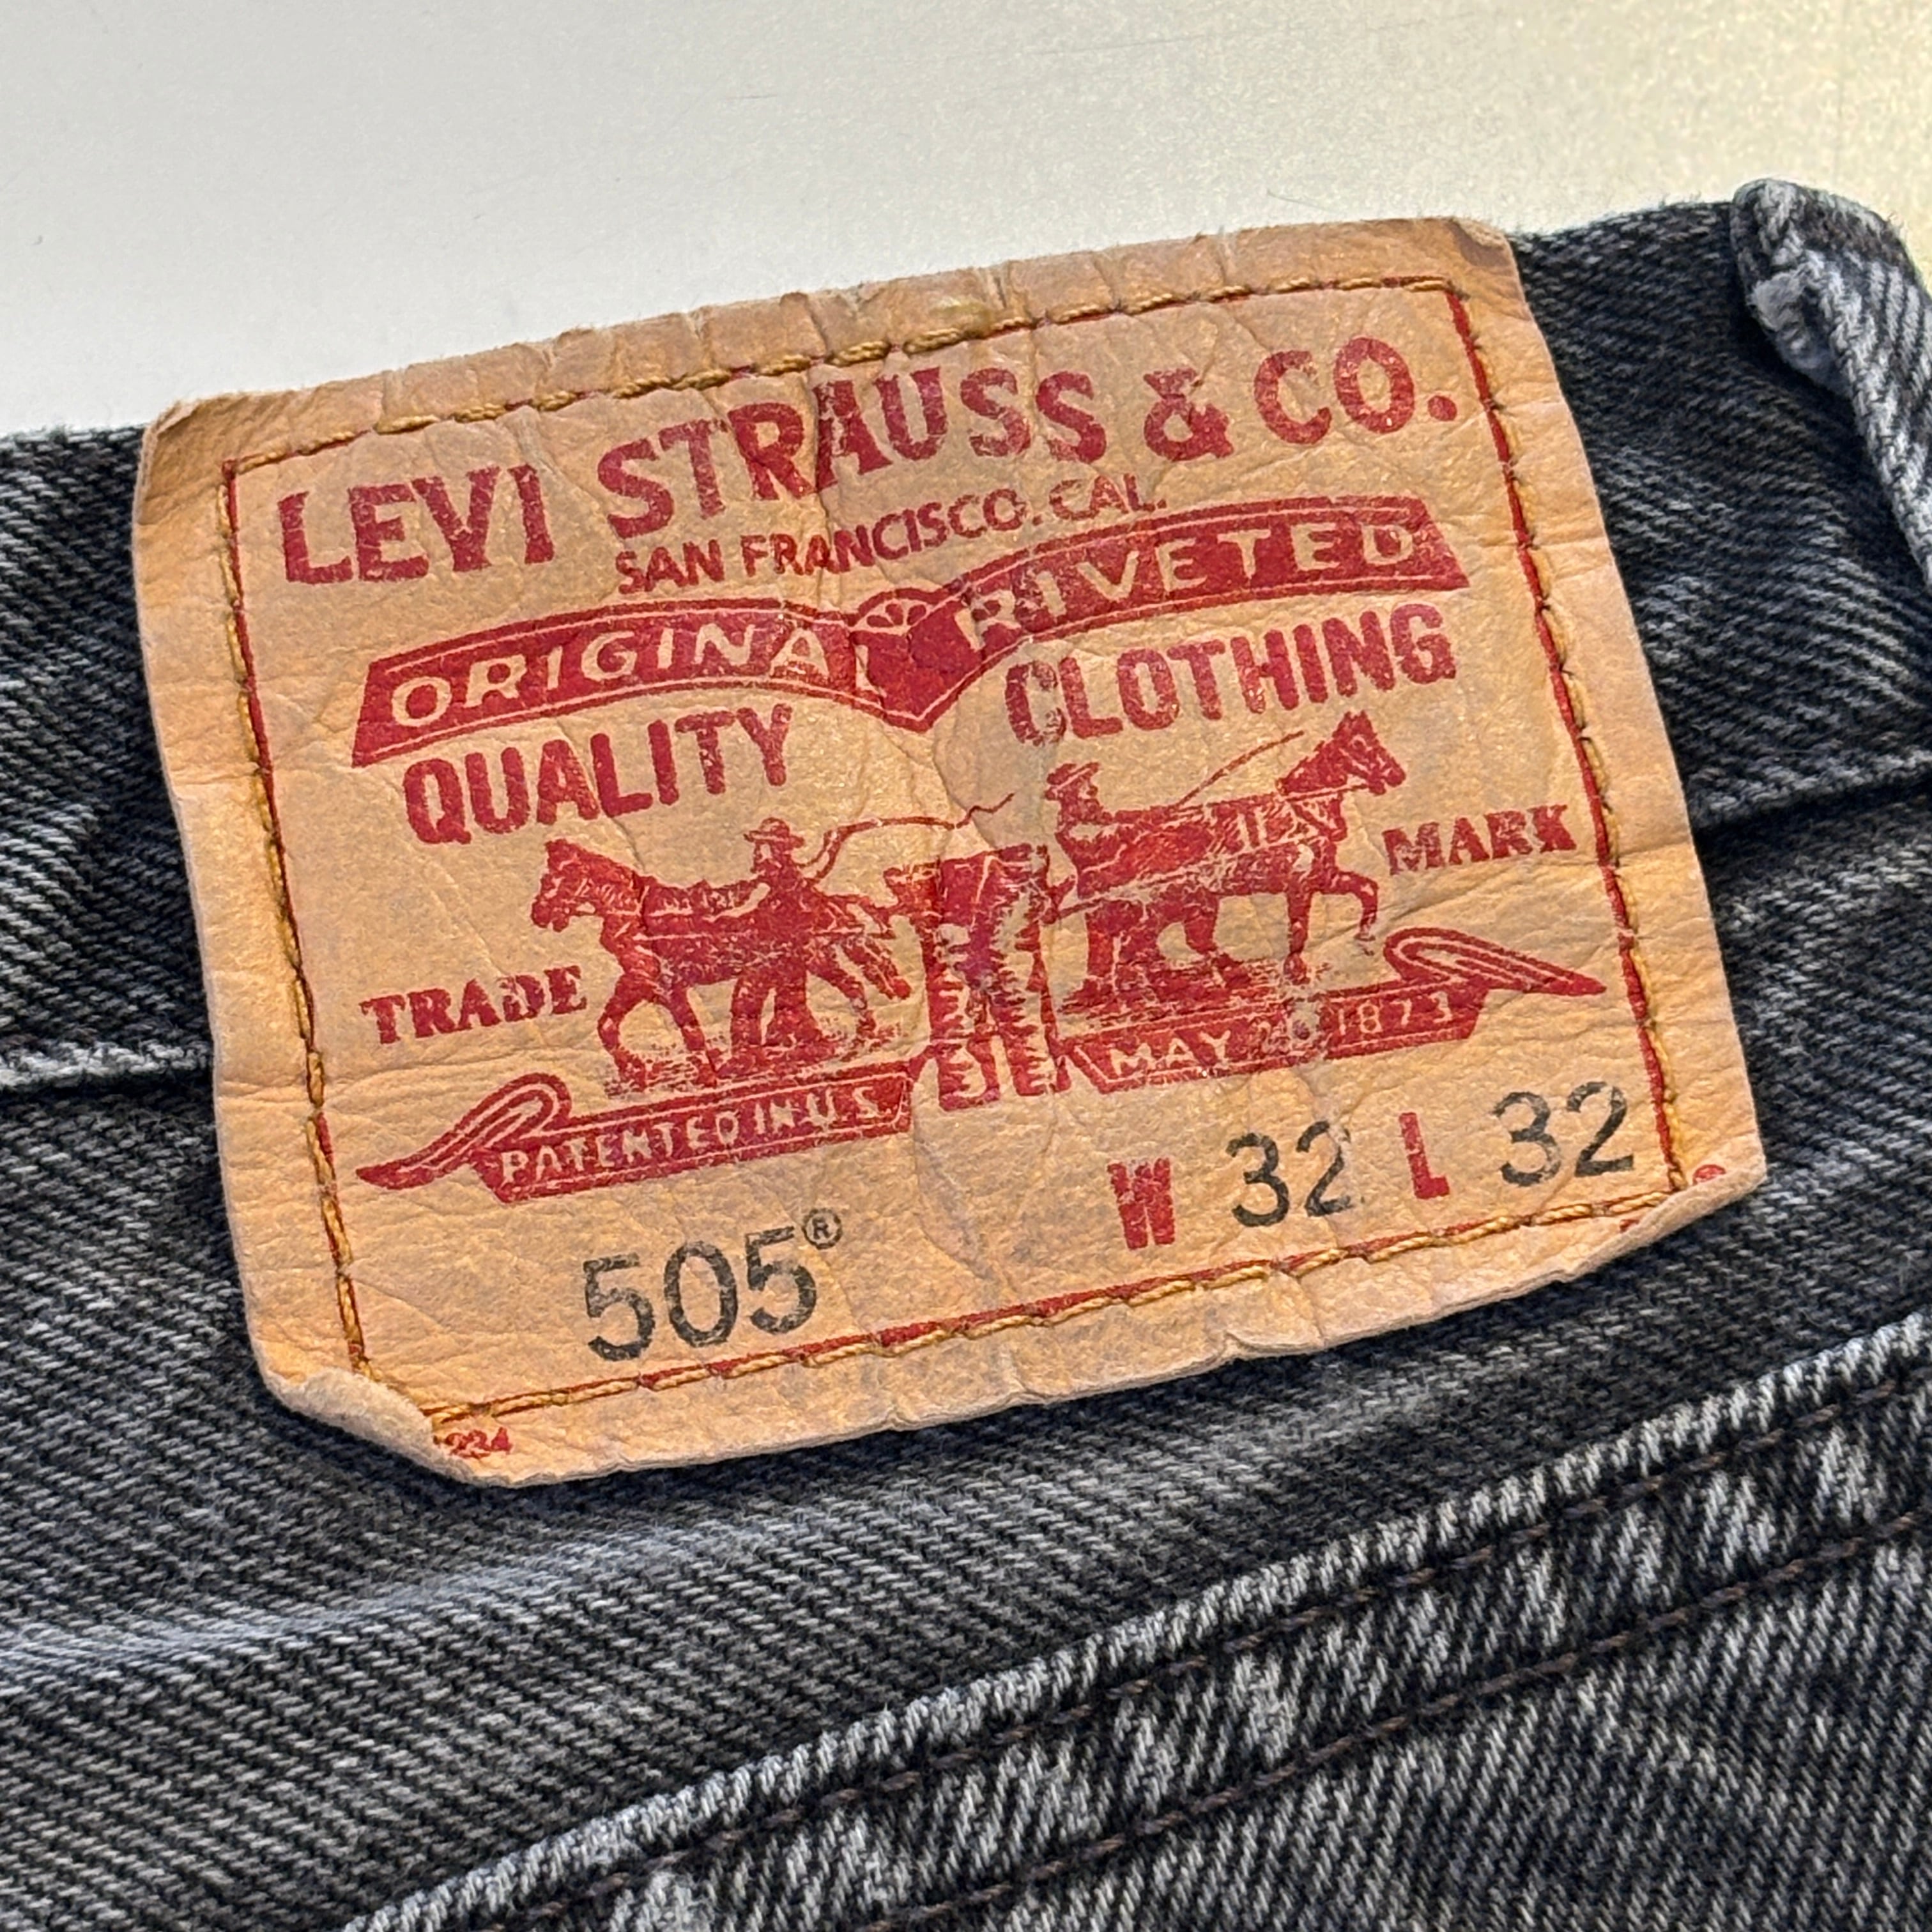 LEVI STRAUSS & CO.
SAN FRANCISCO. CAL.
ORIGINAL RIVETED
QUALITY CLOTHING
TRADE MARK
PATENTED IN U.S. MAY 1873
W 32 L 32
505®